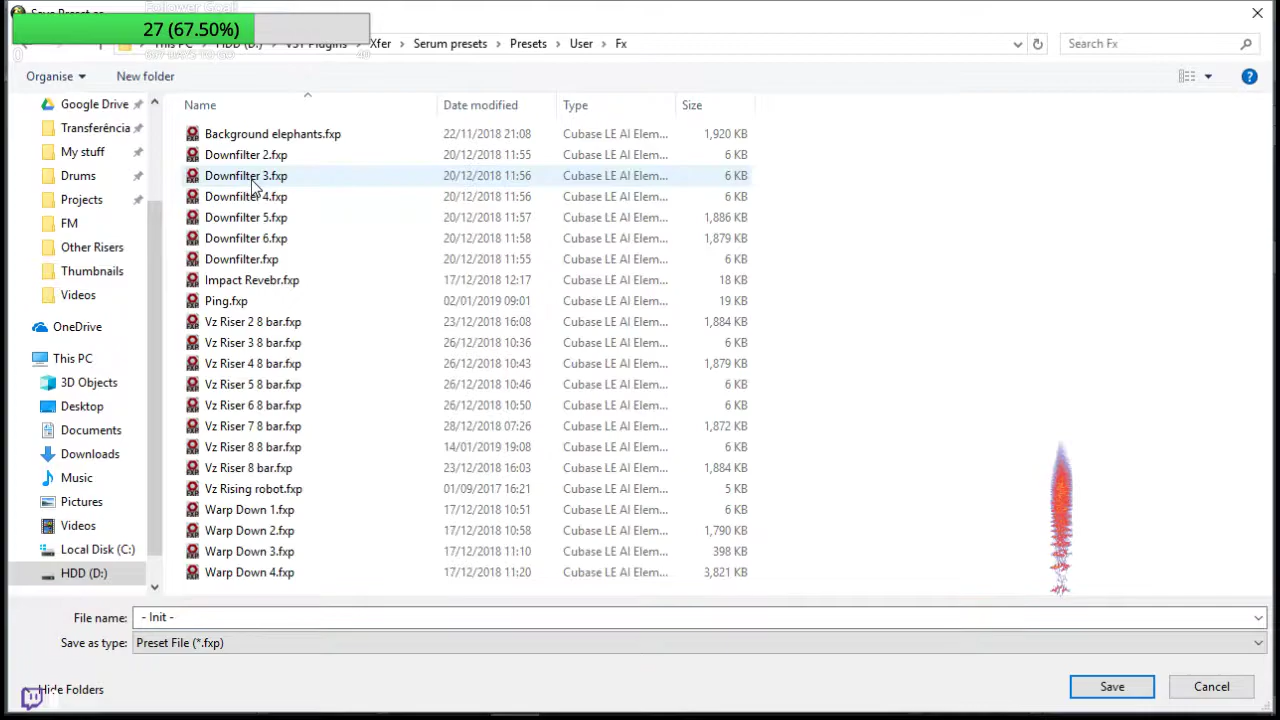 Save Preset as
Follower Goal
27 (67.50%)
0
40
This PC > HDD (D:) > VST Plugins > Xfer > Serum presets > Presets > User > Fx
Search Fx
Organise
New folder
Name
Date modified
Type
Size
Google Drive
Transferência
My stuff
Drums
Projects
FM
Other Risers
Thumbnails
Videos
OneDrive
This PC
3D Objects
Desktop
Documents
Downloads
Music
Pictures
Videos
Local Disk (C:)
HDD (D:)
Background elephants.fxp 22/11/2018 21:08 Cubase LE AI Elem... 1,920 KB
Downfilter 2.fxp 20/12/2018 11:55 Cubase LE AI Elem... 6 KB
Downfilter 3.fxp 20/12/2018 11:56 Cubase LE AI Elem... 6 KB
Downfilter 4.fxp 20/12/2018 11:56 Cubase LE AI Elem... 6 KB
Downfilter 5.fxp 20/12/2018 11:57 Cubase LE AI Elem... 1,886 KB
Downfilter 6.fxp 20/12/2018 11:58 Cubase LE AI Elem... 1,879 KB
Downfilter.fxp 20/12/2018 11:55 Cubase LE AI Elem... 6 KB
Impact Revebr.fxp 17/12/2018 12:17 Cubase LE AI Elem... 18 KB
Ping.fxp 02/01/2019 09:01 Cubase LE AI Elem... 19 KB
Vz Riser 2 8 bar.fxp 23/12/2018 16:08 Cubase LE AI Elem... 1,884 KB
Vz Riser 3 8 bar.fxp 26/12/2018 10:36 Cubase LE AI Elem... 6 KB
Vz Riser 4 8 bar.fxp 26/12/2018 10:43 Cubase LE AI Elem... 1,879 KB
Vz Riser 5 8 bar.fxp 26/12/2018 10:46 Cubase LE AI Elem... 6 KB
Vz Riser 6 8 bar.fxp 26/12/2018 10:50 Cubase LE AI Elem... 6 KB
Vz Riser 7 8 bar.fxp 28/12/2018 07:26 Cubase LE AI Elem... 1,872 KB
Vz Riser 8 8 bar.fxp 14/01/2019 19:08 Cubase LE AI Elem... 6 KB
Vz Riser 8 bar.fxp 23/12/2018 16:03 Cubase LE AI Elem... 1,884 KB
Vz Rising robot.fxp 01/09/2017 16:21 Cubase LE AI Elem... 5 KB
Warp Down 1.fxp 17/12/2018 10:51 Cubase LE AI Elem... 6 KB
Warp Down 2.fxp 17/12/2018 10:58 Cubase LE AI Elem... 1,790 KB
Warp Down 3.fxp 17/12/2018 11:10 Cubase LE AI Elem... 398 KB
Warp Down 4.fxp 17/12/2018 11:20 Cubase LE AI Elem... 3,821 KB
File name: - Init -
Save as type: Preset File (*.fxp)
Hide Folders
Save
Cancel